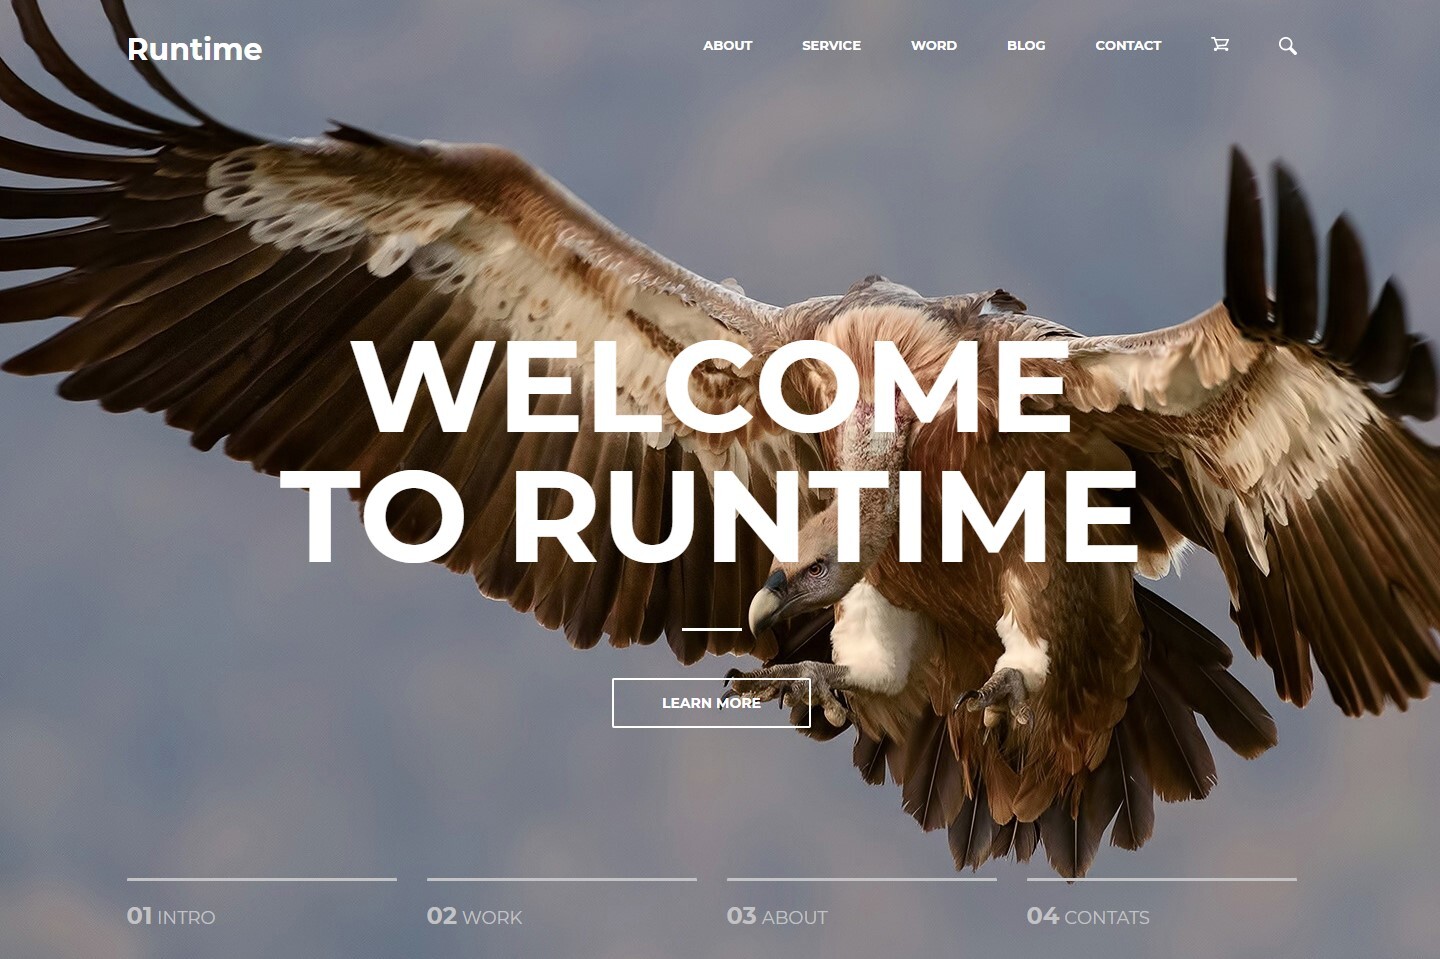 Runtime
ABOUT SERVICE WORD BLOG CONTACT
WELCOME
TO RUNTIME
LEARN MORE
01 INTRO 02 WORK 03 ABOUT 04 CONTATS